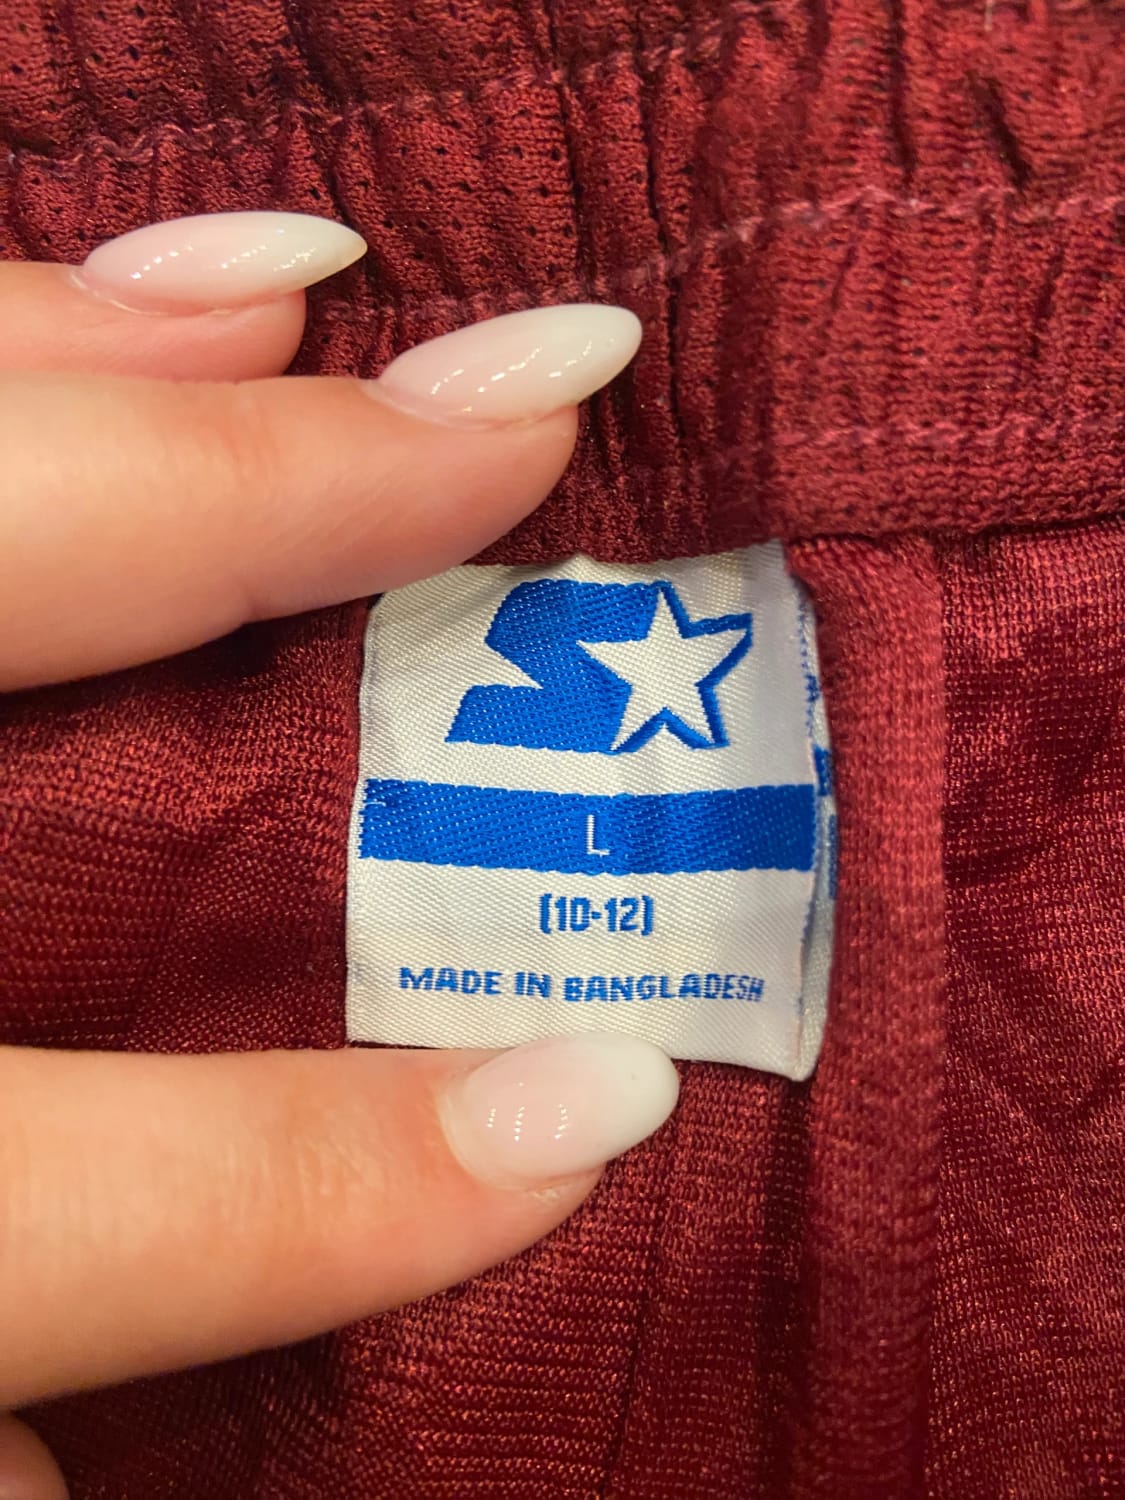 L
(10-12)
MADE IN BANGLADESH